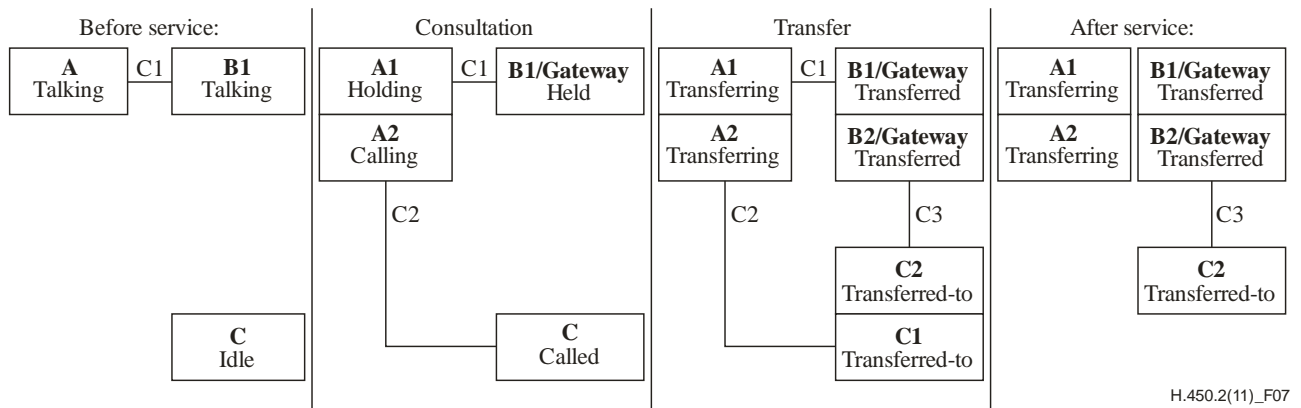 Before service:
A
Talking
C1
B1
Talking
C
Idle
Consultation
A1
Holding
C1
B1/Gateway
Held
A2
Calling
C2
C
Called
Transfer
A1
Transferring
C1
B1/Gateway
Transferred
A2
Transferring
B2/Gateway
Transferred
C2
C3
C2
Transferred-to
C1
Transferred-to
After service:
A1
Transferring
B1/Gateway
Transferred
A2
Transferring
B2/Gateway
Transferred
C3
C2
Transferred-to
H.450.2(11)_F07